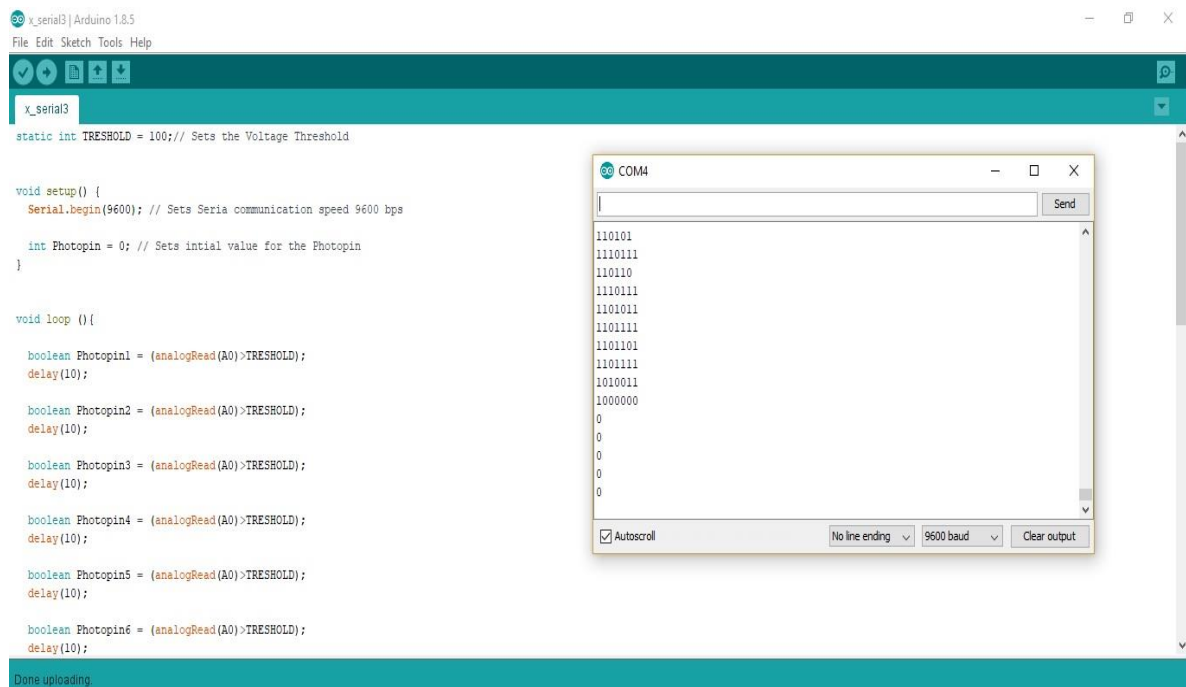 x_serial3 | Arduino 1.8.5
File Edit Sketch Tools Help
x_serial3
static int TRESHOLD = 100;// Sets the Voltage Threshold
void setup() {
Serial.begin(9600); // Sets Seria communication speed 9600 bps
int Photopin = 0; // Sets intial value for the Photopin
}
void loop (){
boolean Photopin1 = (analogRead(A0)>TRESHOLD);
delay(10);
boolean Photopin2 = (analogRead(A0)>TRESHOLD);
delay(10);
boolean Photopin3 = (analogRead(A0)>TRESHOLD);
delay(10);
boolean Photopin4 = (analogRead(A0)>TRESHOLD);
delay(10);
boolean Photopin5 = (analogRead(A0)>TRESHOLD);
delay(10);
boolean Photopin6 = (analogRead(A0)>TRESHOLD);
delay(10);
Done uploading.
COM4
Send
110101
1110111
110110
1110111
1101011
1101111
1101101
1101111
1010011
1000000
0
0
0
0
0
Autoscroll No line ending 9600 baud Clear output